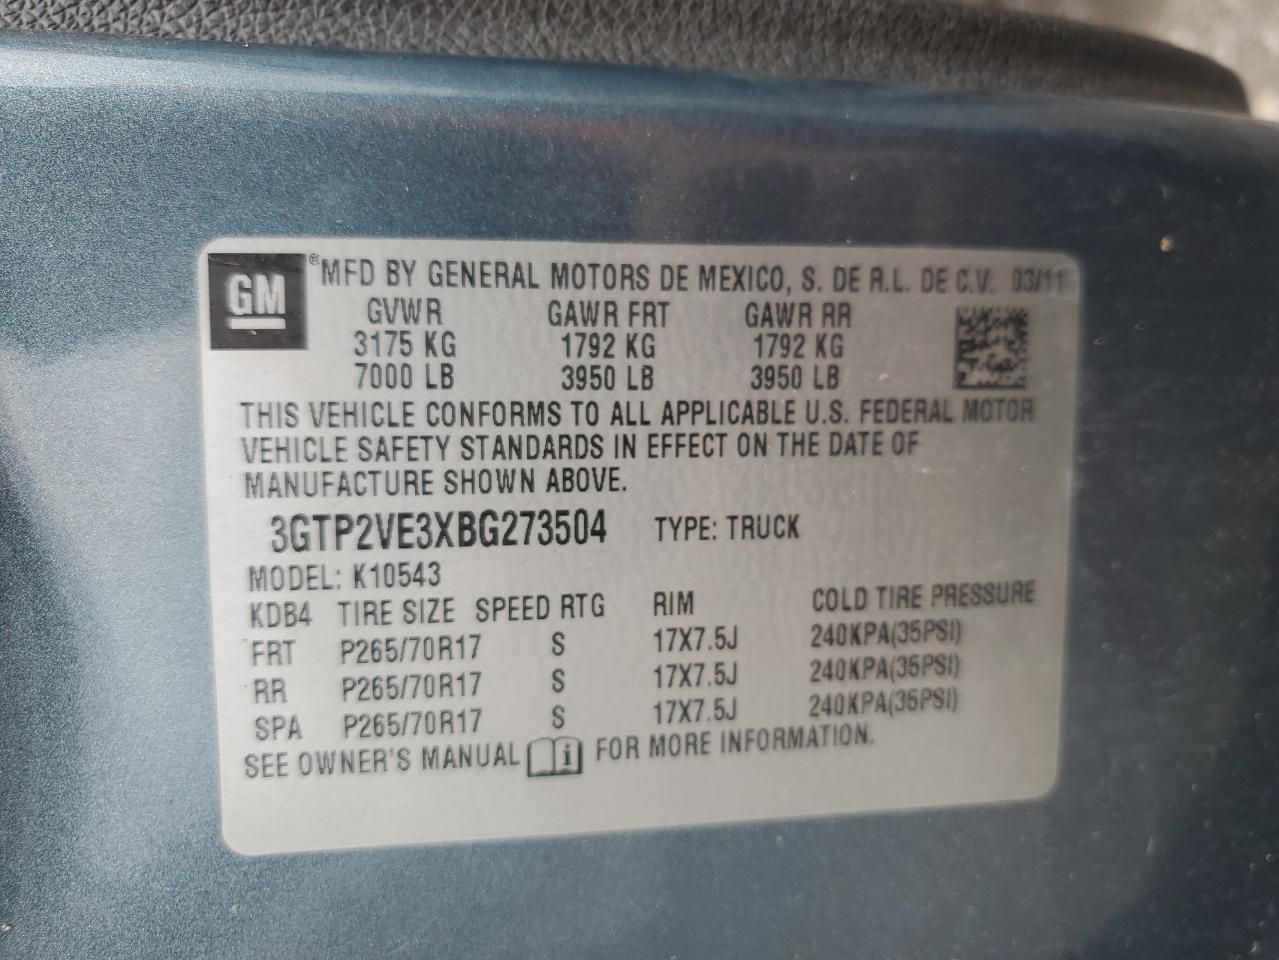 GM
®MFD BY GENERAL MOTORS DE MEXICO, S. DE R.L. DE C.V. 03/11
GVWR GAWR FRT GAWR RR
3175 KG 1792 KG 1792 KG
7000 LB 3950 LB 3950 LB
THIS VEHICLE CONFORMS TO ALL APPLICABLE U.S. FEDERAL MOTOR
VEHICLE SAFETY STANDARDS IN EFFECT ON THE DATE OF
MANUFACTURE SHOWN ABOVE.
3GTP2VE3XBG273504 TYPE: TRUCK
MODEL: K10543
KDB4 TIRE SIZE SPEED RTG RIM COLD TIRE PRESSURE
FRT P265/70R17 S 17X7.5J 240KPA(35PSI)
RR P265/70R17 S 17X7.5J 240KPA(35PSI)
SPA P265/70R17 S 17X7.5J 240KPA(35PSI)
SEE OWNER'S MANUAL i FOR MORE INFORMATION.